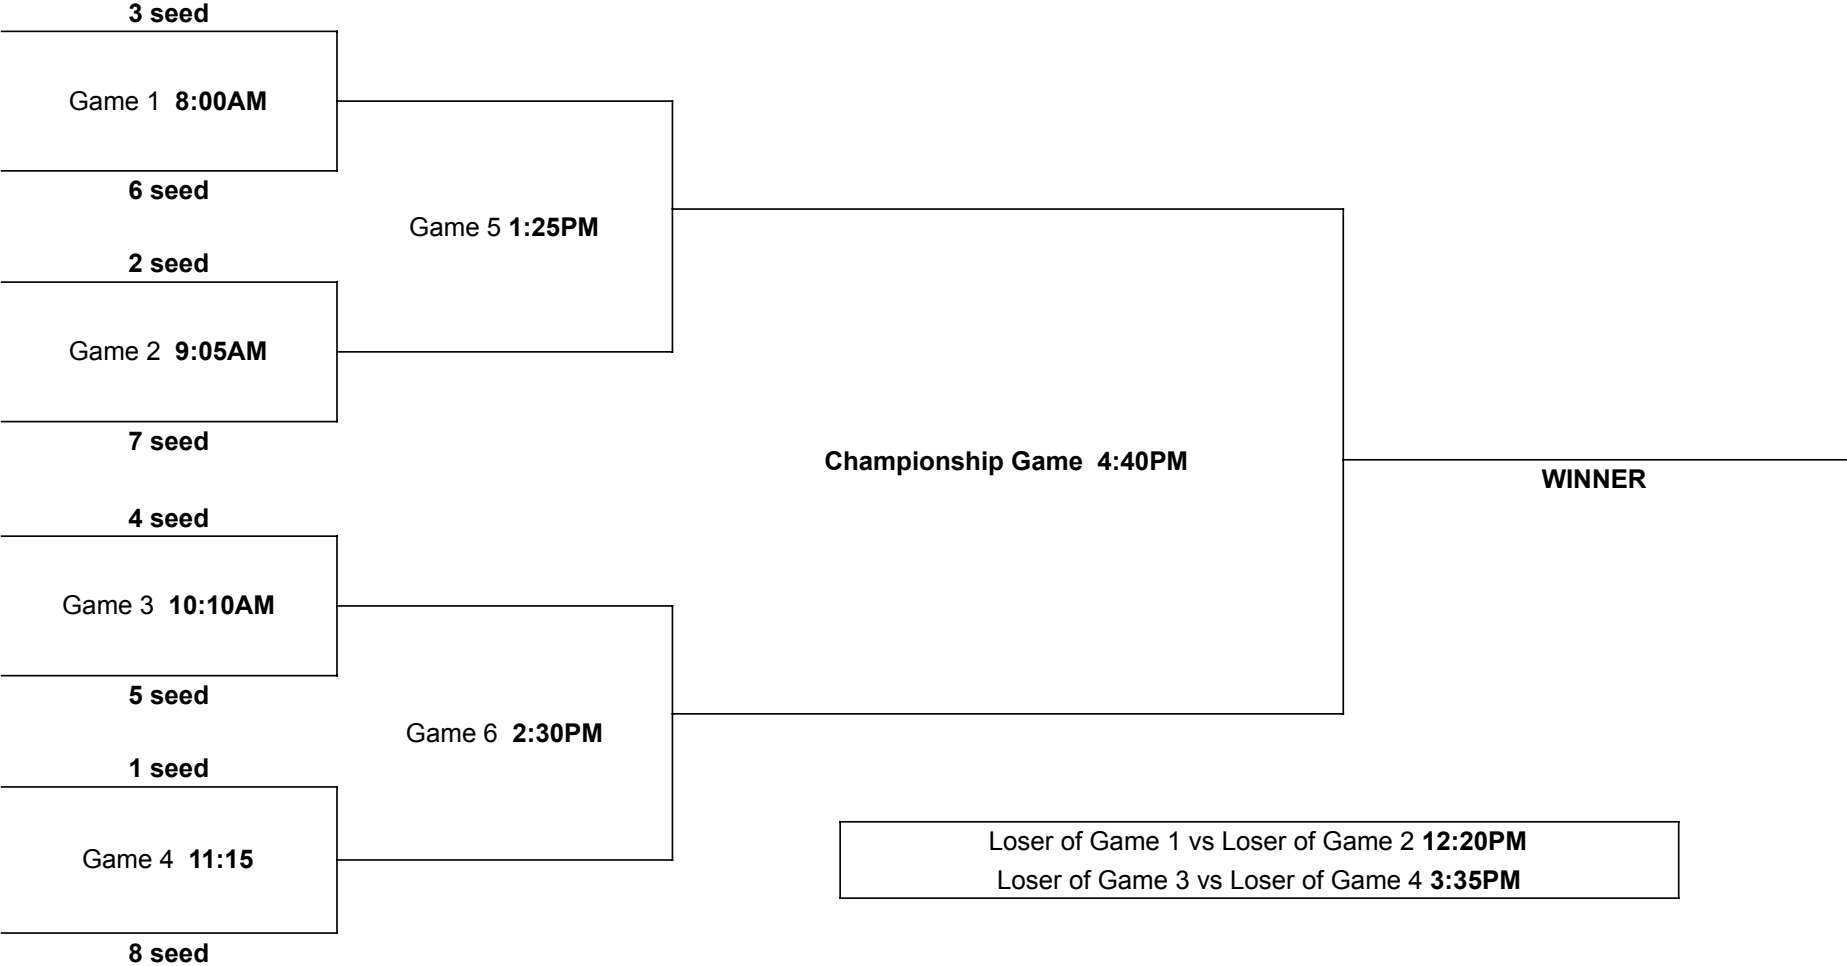 3 seed
Game 1  8:00AM
6 seed
Game 5 1:25PM
2 seed
Game 2  9:05AM
7 seed
Championship Game  4:40PM
WINNER
4 seed
Game 3  10:10AM
5 seed
Game 6  2:30PM
1 seed
Game 4  11:15
8 seed
Loser of Game 1 vs Loser of Game 2 12:20PM
Loser of Game 3 vs Loser of Game 4 3:35PM